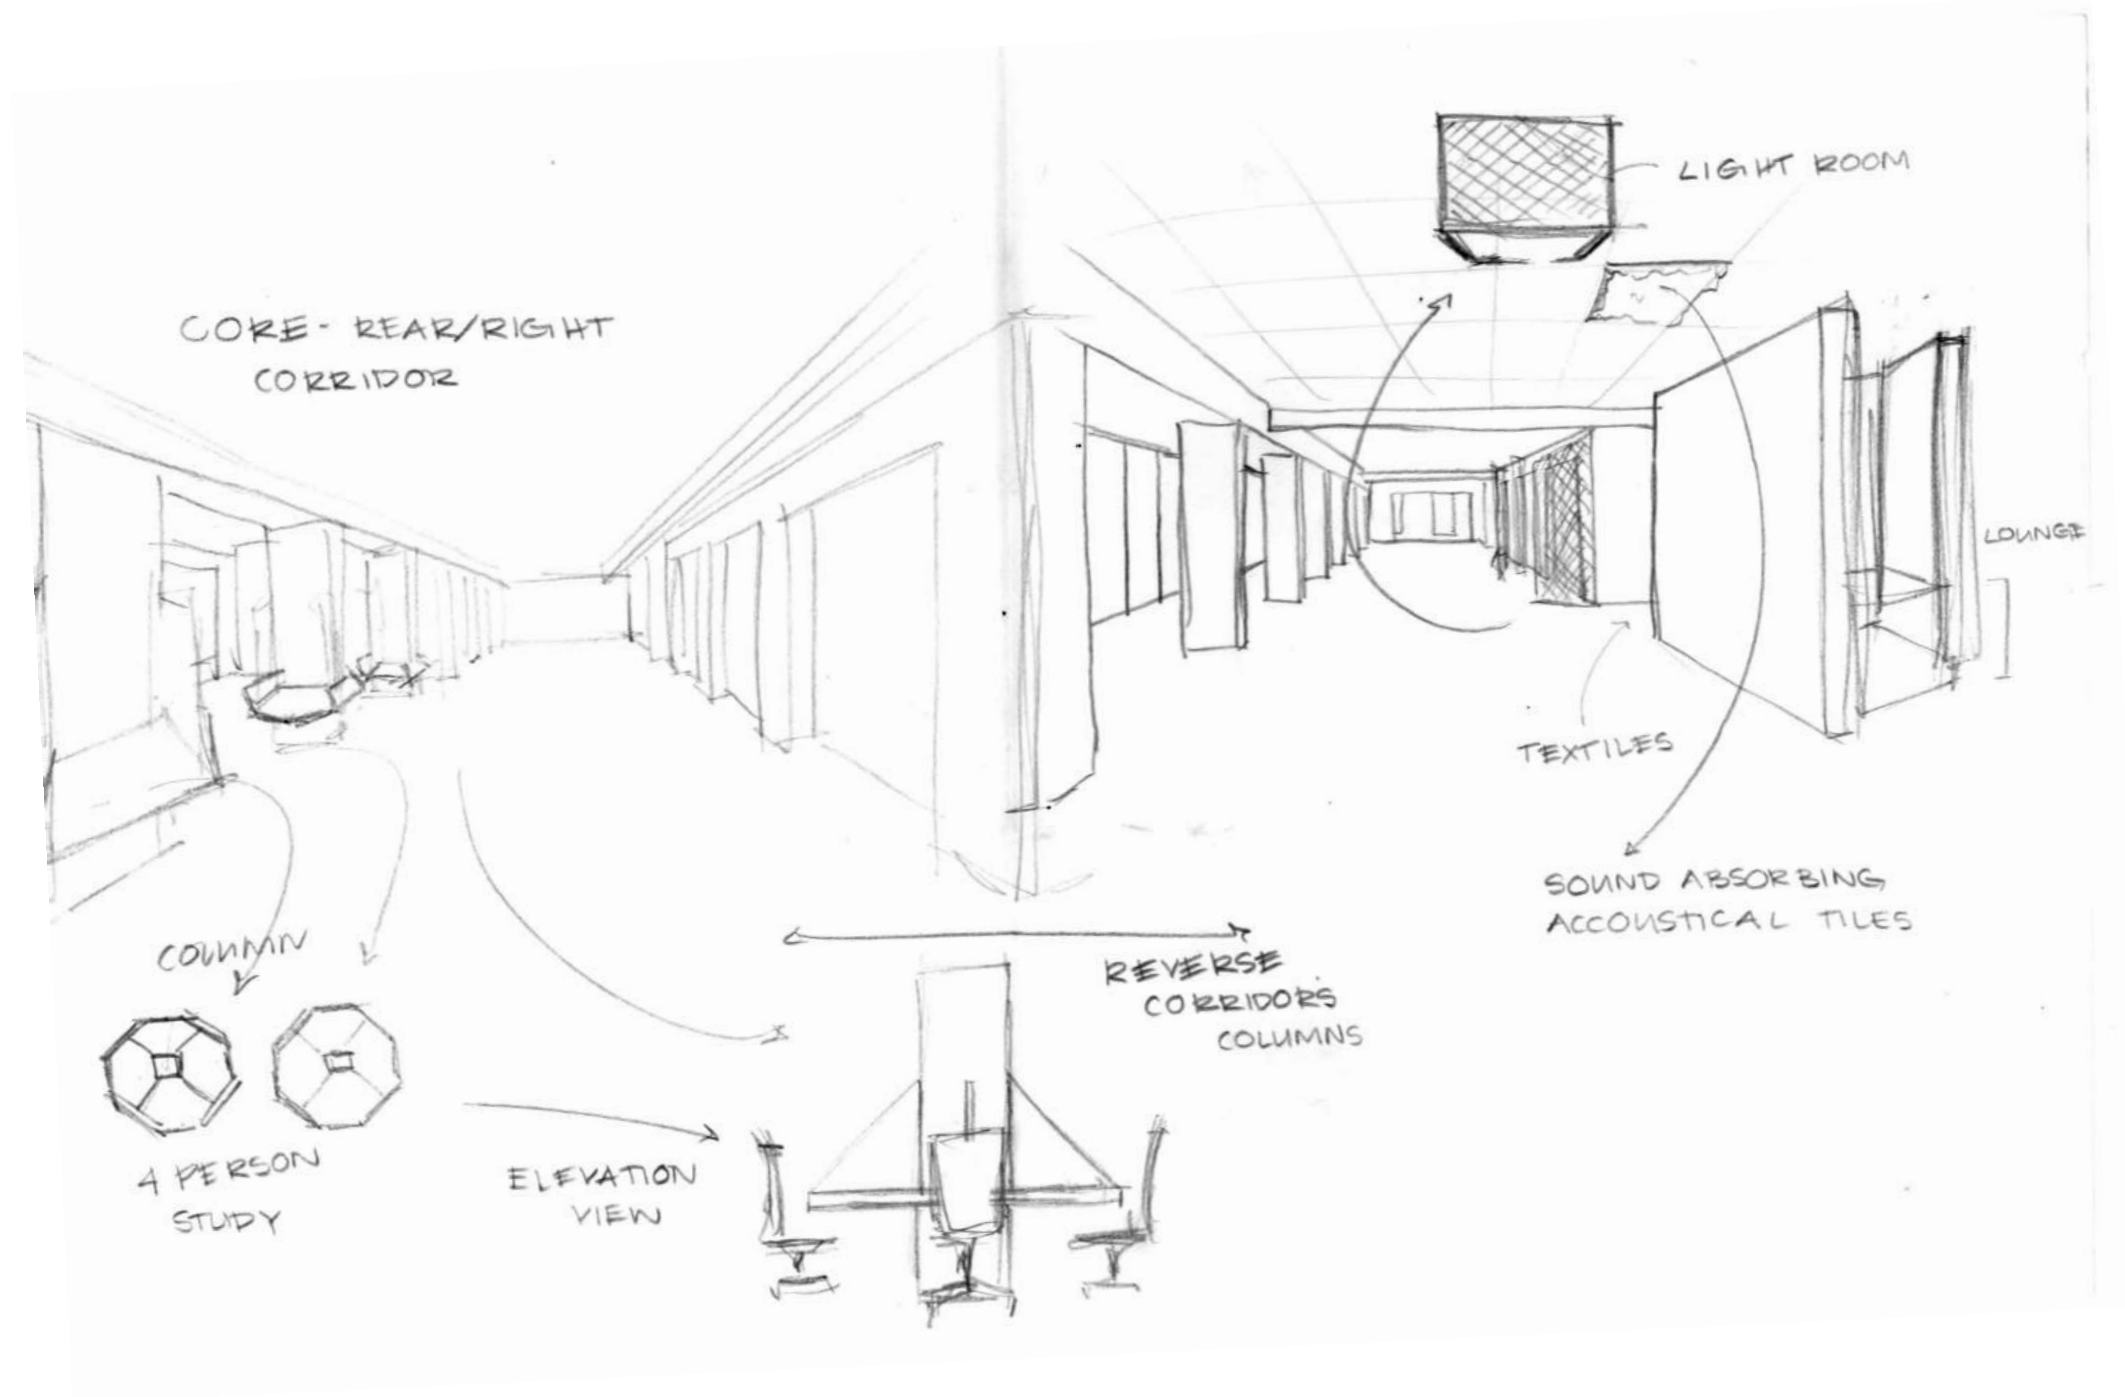 LIGHT ROOM
CORE- REAR/RIGHT
CORRIDOR
LOUNGE
TEXTILES
SOUND ABSORBING
ACCOUSTICAL TILES
COLUMN
REVERSE
CORRIDORS
COLUMNS
4 PERSON
STUDY
ELEVATION
VIEW